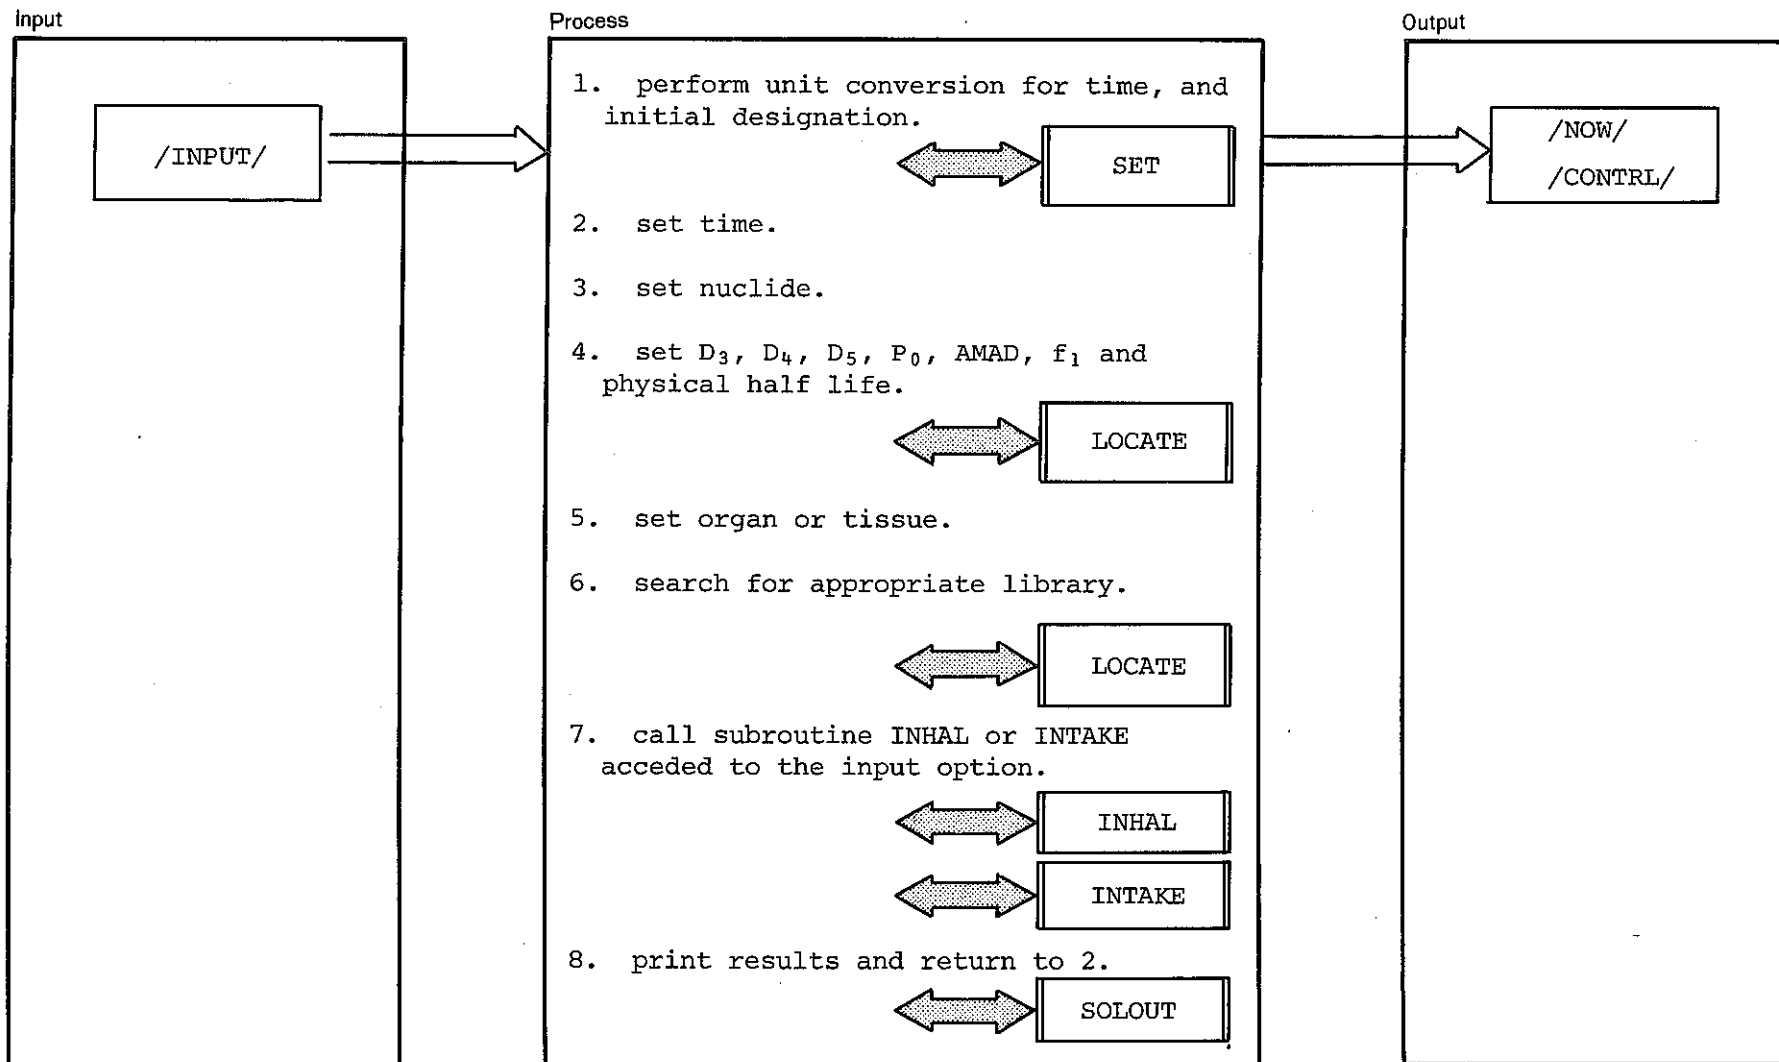 Input
Process
Output
/INPUT/
1. perform unit conversion for time, and
initial designation.
SET
2. set time.
3. set nuclide.
4. set D₃, D₄, D₅, P₀, AMAD, f₁ and
physical half life.
LOCATE
5. set organ or tissue.
6. search for appropriate library.
LOCATE
7. call subroutine INHAL or INTAKE
acceded to the input option.
INHAL
INTAKE
8. print results and return to 2.
SOLOUT
/NOW/
/CONTRL/